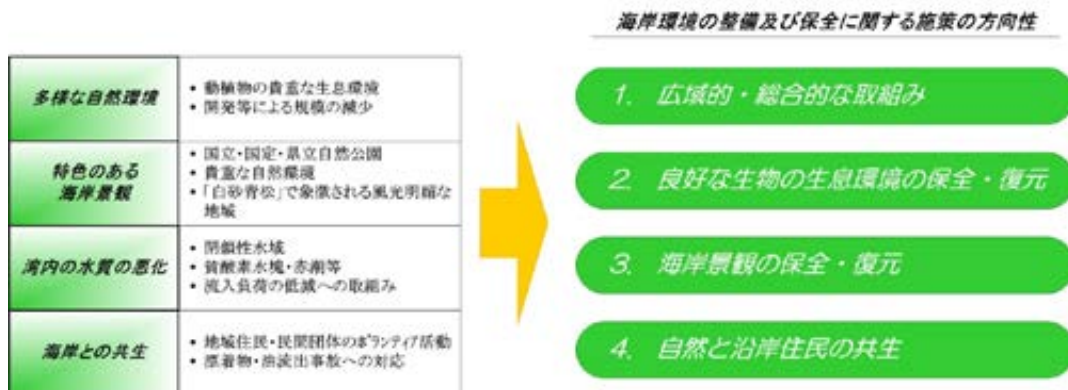 海岸環境の整備及び保全に関する施策の方向性
多様な自然環境
• 動植物の貴重な生息環境
• 開発等による規模の減少
特色のある
海岸景観
• 国立・国定・県立自然公園
• 貴重な自然環境
• 「白砂青松」で象徴される風光明媚な
地域
湾内の水質の悪化
• 閉鎖性水域
• 貧酸素水塊・赤潮等
• 流入負荷の低減への取組み
海岸との共生
• 地域住民・民間団体のボランティア活動
• 漂着物・油流出事故への対応
1. 広域的・総合的な取組み
2. 良好な生物の生息環境の保全・復元
3. 海岸景観の保全・復元
4. 自然と沿岸住民の共生